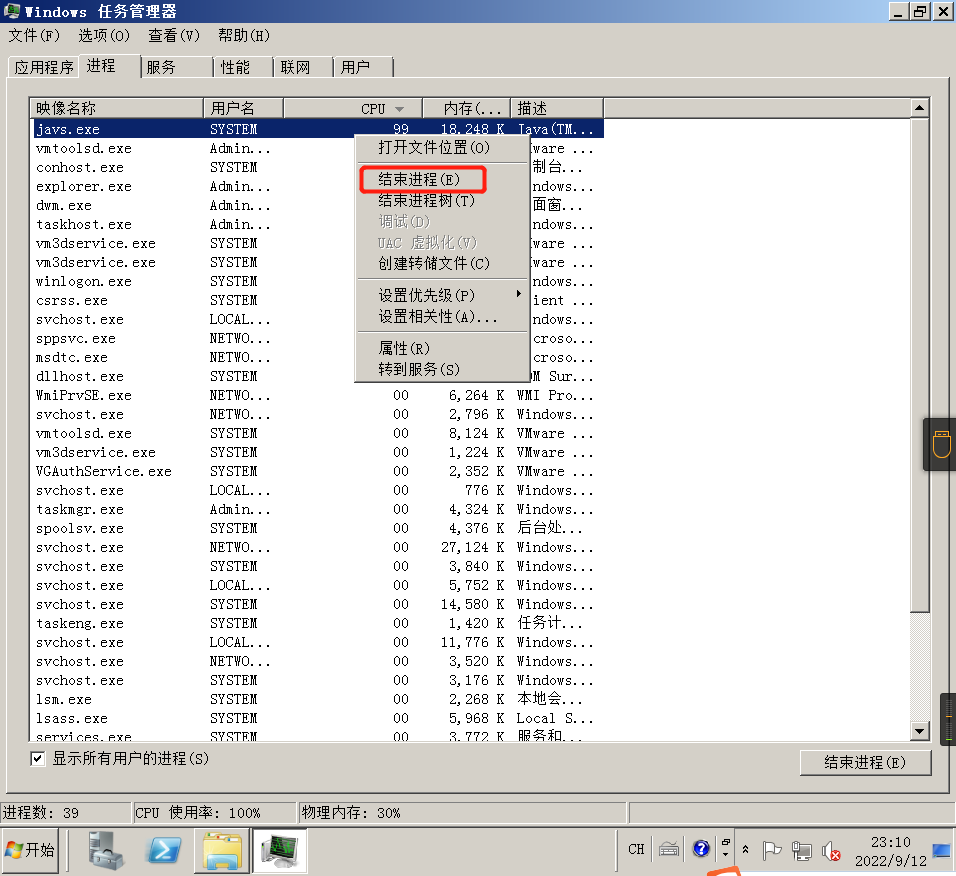 Windows 任务管理器
文件(F) 选项(O) 查看(V) 帮助(H)
应用程序 进程 服务 性能 联网 用户
映像名称 用户名 CPU 内存(... 描述
javs.exe SYSTEM 99 18,248 K Java(TM...
vmtoolsd.exe Admin... ware ...
conhost.exe SYSTEM 制台...
explorer.exe Admin... ndows...
dwm.exe Admin... 面窗...
taskhost.exe Admin... ndows...
vm3dservice.exe SYSTEM ware ...
vm3dservice.exe SYSTEM ware ...
winlogon.exe SYSTEM ndows...
csrss.exe SYSTEM ient ...
svchost.exe LOCAL... ndows...
sppsvc.exe NETWO... croso...
msdtc.exe NETWO... croso...
dllhost.exe SYSTEM M Sur...
打开文件位置(O)
结束进程(E)
结束进程树(T)
调试(D)
UAC 虚拟化(V)
创建转储文件(C)
设置优先级(P)
设置相关性(A)...
属性(R)
转到服务(S)
WmiPrvSE.exe NETWO... 00 6,264 K WMI Pro...
svchost.exe NETWO... 00 2,796 K Windows...
vmtoolsd.exe SYSTEM 00 8,124 K VMware ...
vm3dservice.exe SYSTEM 00 1,224 K VMware ...
VGAuthService.exe SYSTEM 00 2,352 K VMware ...
svchost.exe LOCAL... 00 776 K Windows...
taskmgr.exe Admin... 00 4,324 K Windows...
spoolsv.exe SYSTEM 00 4,376 K 后台处...
svchost.exe NETWO... 00 27,124 K Windows...
svchost.exe SYSTEM 00 3,840 K Windows...
svchost.exe LOCAL... 00 5,752 K Windows...
svchost.exe SYSTEM 00 14,580 K Windows...
taskeng.exe SYSTEM 00 1,420 K 任务计...
svchost.exe LOCAL... 00 11,776 K Windows...
svchost.exe NETWO... 00 3,520 K Windows...
svchost.exe SYSTEM 00 3,176 K Windows...
lsm.exe SYSTEM 00 2,268 K 本地会...
lsass.exe SYSTEM 00 5,968 K Local S...
services.exe SYSTEM 00 3,772 K 服务和...
显示所有用户的进程(S) 结束进程(E)
进程数: 39 CPU 使用率: 100% 物理内存: 30%
开始 CH 23:10
2022/9/12